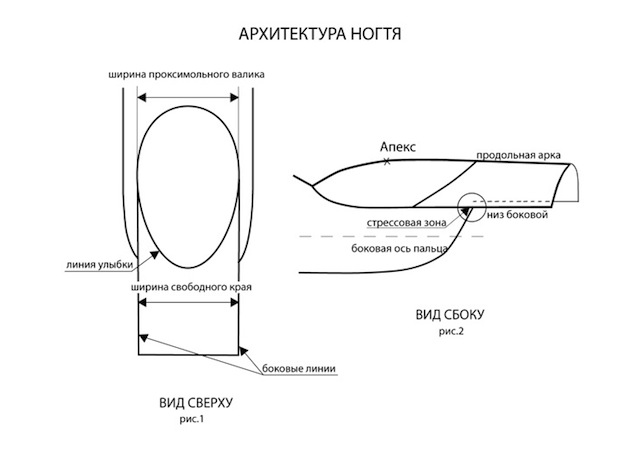 АРХИТЕКТУРА НОГТЯ
ширина проксимольного валика
линия улыбки
ширина свободного края
боковые линии
ВИД СВЕРХУ
рис.1
Апекс
продольная арка
стрессовая зона
низ боковой
боковая ось пальца
ВИД СБОКУ
рис.2